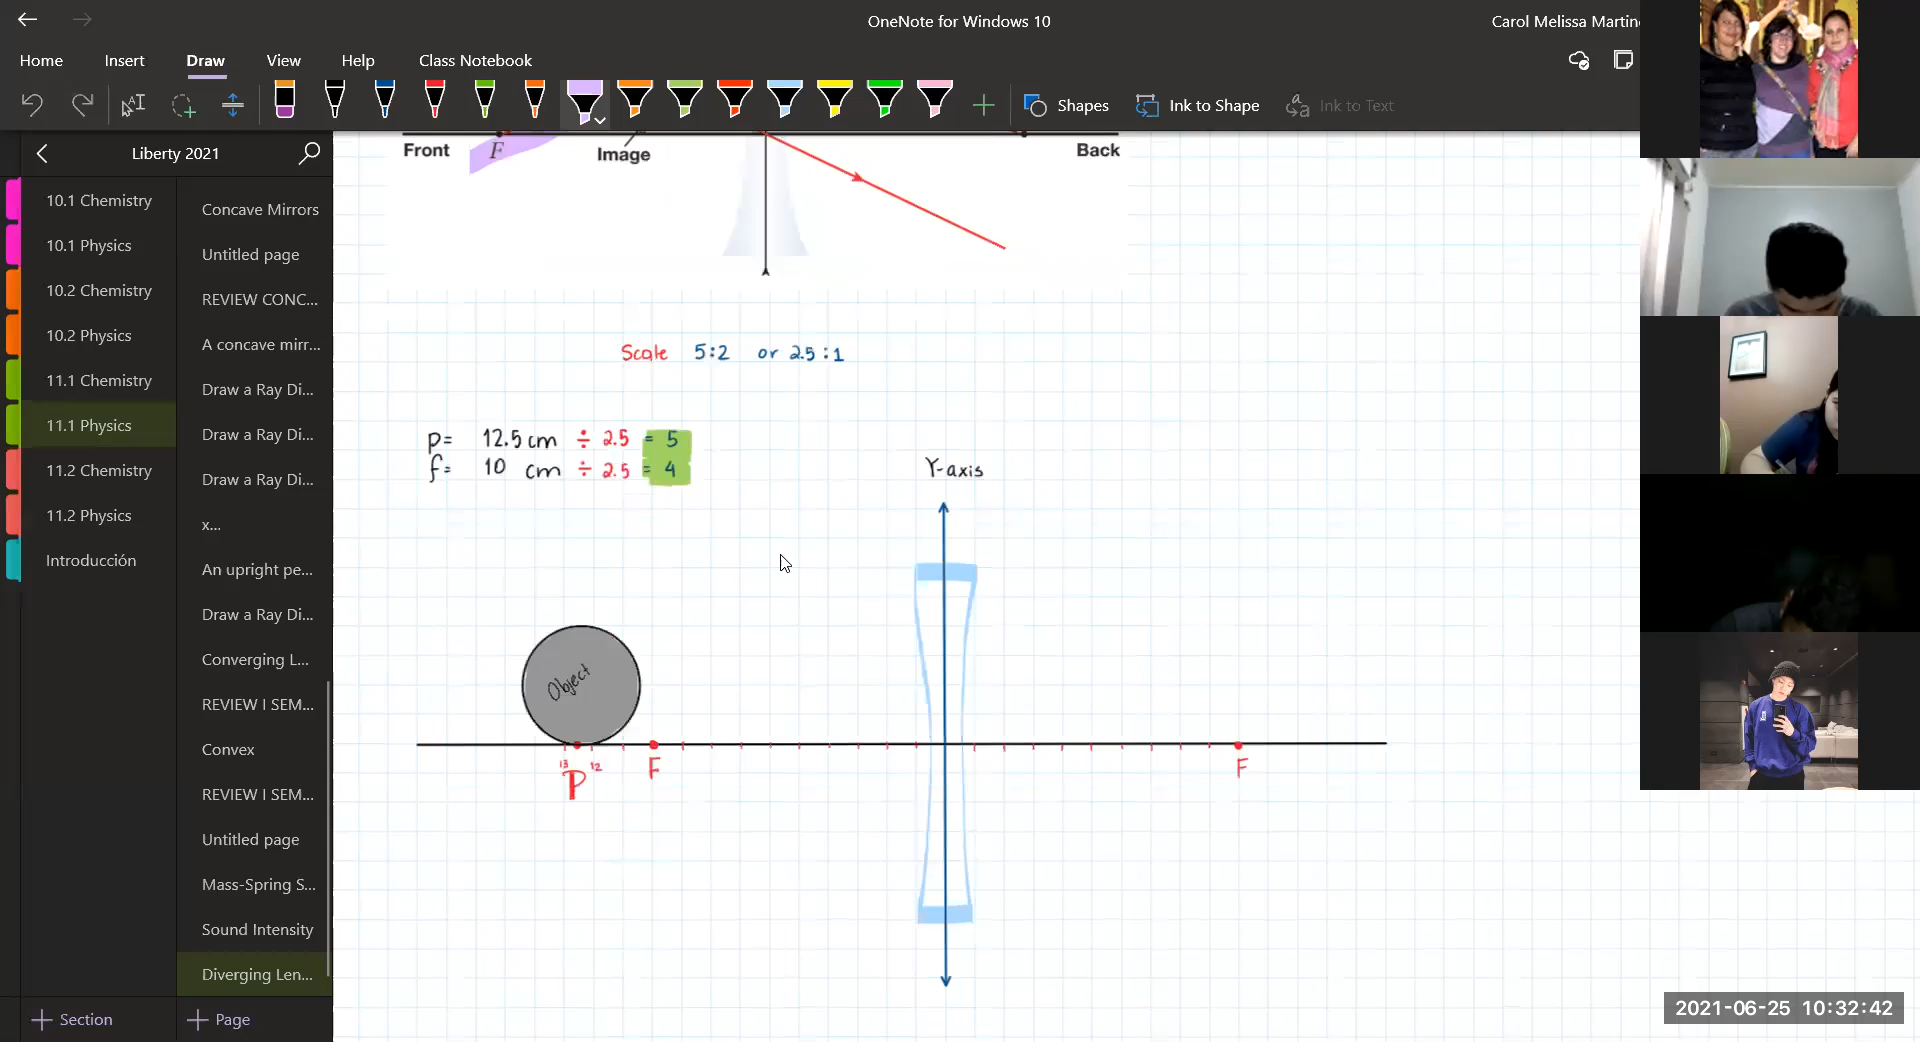 OneNote for Windows 10
Carol Melissa Martin
Home Insert Draw View Help Class Notebook
Shapes Ink to Shape Ink to Text
Liberty 2021
10.1 Chemistry
10.1 Physics
10.2 Chemistry
10.2 Physics
11.1 Chemistry
11.1 Physics
11.2 Chemistry
11.2 Physics
Introducción
Section
Concave Mirrors
Untitled page
REVIEW CONC...
A concave mirr...
Draw a Ray Di...
Draw a Ray Di...
Draw a Ray Di...
x...
An upright pe...
Draw a Ray Di...
Converging L...
REVIEW I SEM...
Convex
REVIEW I SEM...
Untitled page
Mass-Spring S...
Sound Intensity
Diverging Len...
Page
Front F Image Back
Scale 5:2 or 2.5:1
p= 12.5 cm ÷ 2.5 = 5
f= 10 cm ÷ 2.5 = 4
Y-axis
Object
13 P 12 F F
2021-06-25 10:32:42